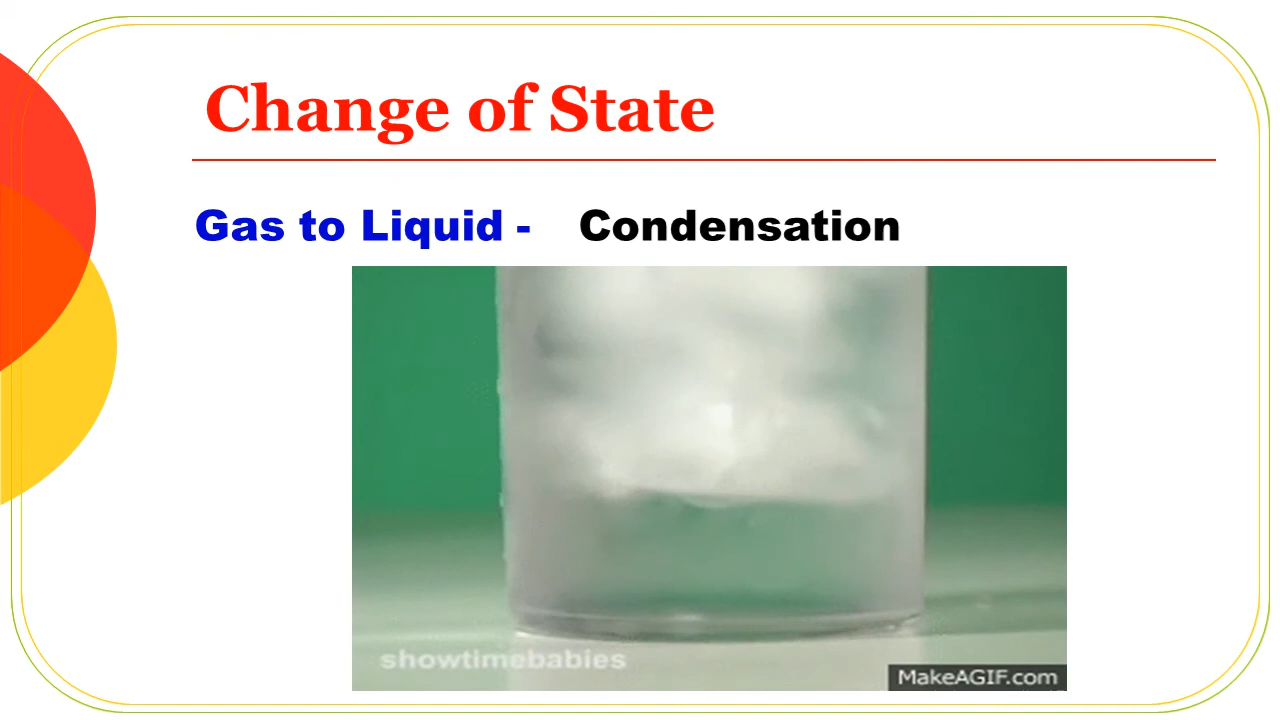 Change of State
Gas to Liquid - Condensation
showtimebabies
MakeAGIF.com